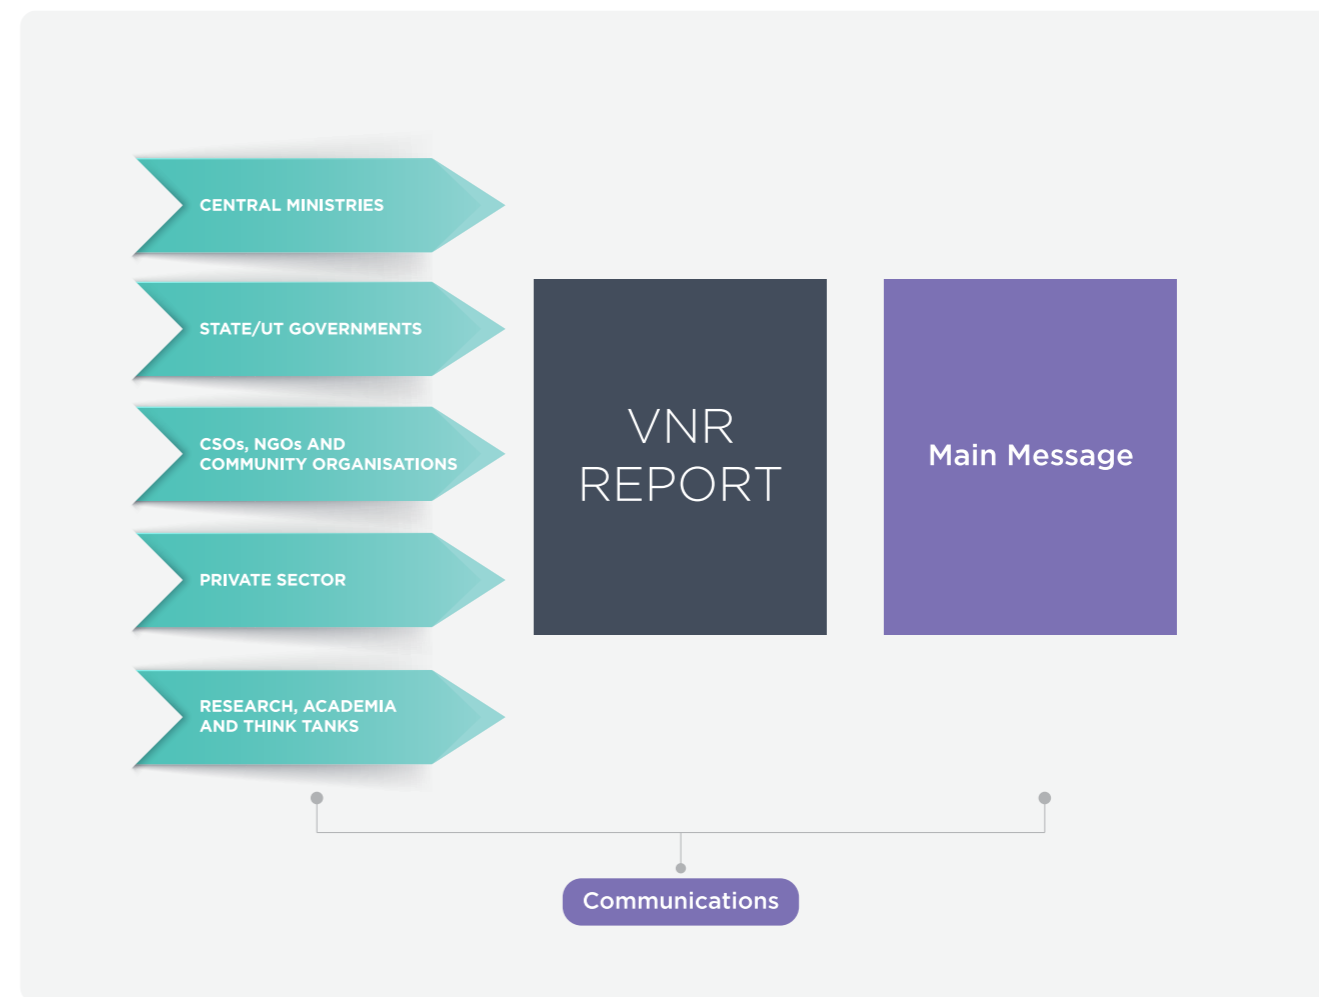 CENTRAL MINISTRIES
STATE/UT GOVERNMENTS
CSOs, NGOs AND
COMMUNITY ORGANISATIONS
PRIVATE SECTOR
RESEARCH, ACADEMIA
AND THINK TANKS
VNR
REPORT
Main Message
Communications